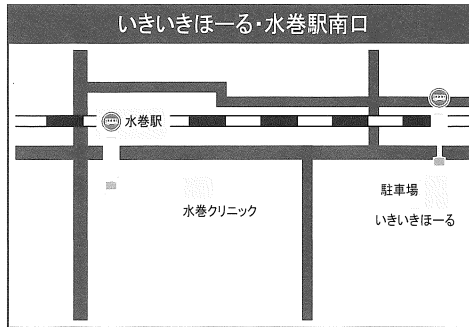 いきいきほーる・水巻駅南口
水巻駅
水巻クリニック
駐車場
いきいきほーる